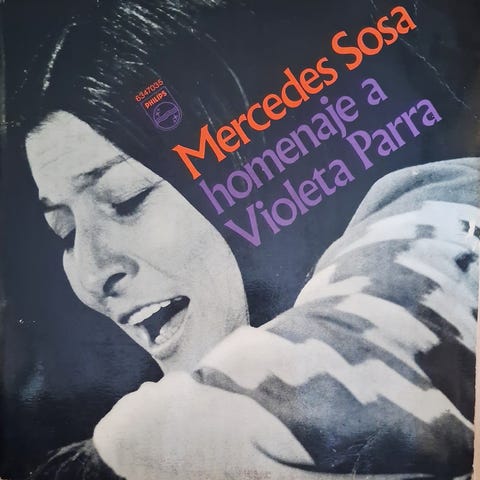 6347035
PHILIPS
Mercedes Sosa
homenaje a
Violeta Parra